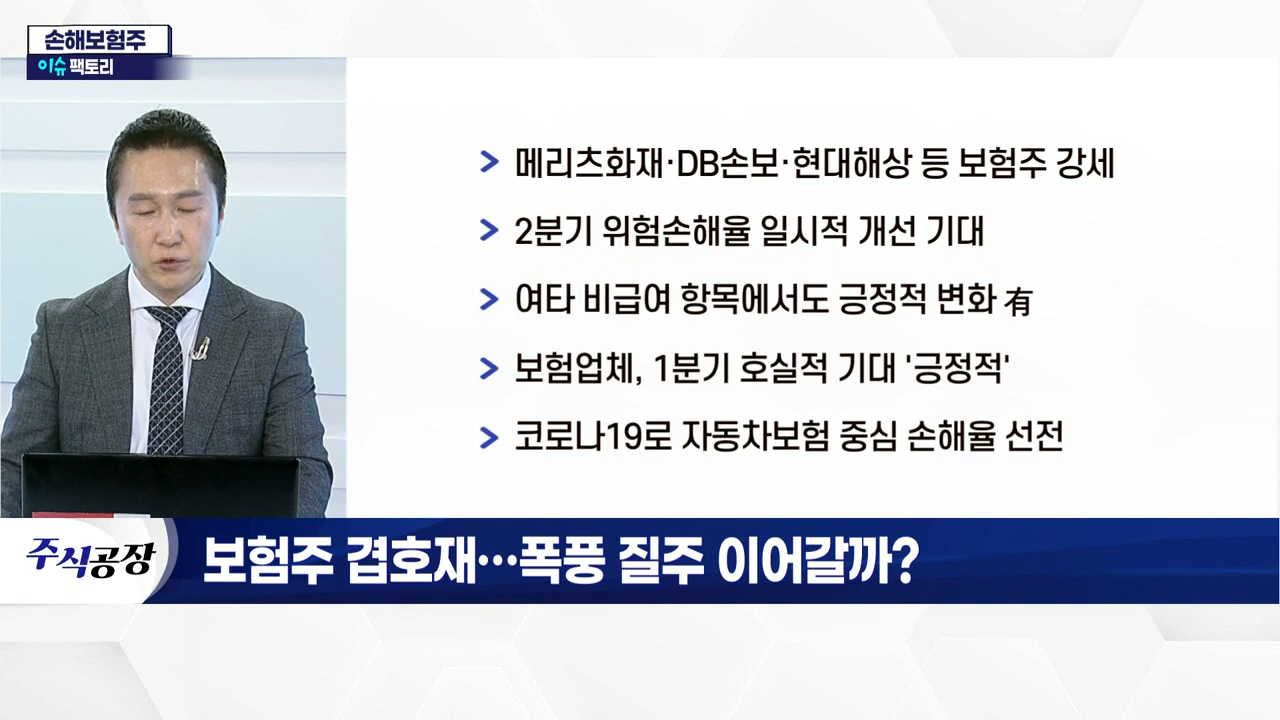 손해보험주
이슈 팩토리
> 메리츠화재·DB손보·현대해상 등 보험주 강세
> 2분기 위험손해율 일시적 개선 기대
> 여타 비급여 항목에서도 긍정적 변화 有
> 보험업체, 1분기 호실적 기대 '긍정적'
> 코로나19로 자동차보험 중심 손해율 선전
주식공장
보험주 겹호재…폭풍 질주 이어갈까?